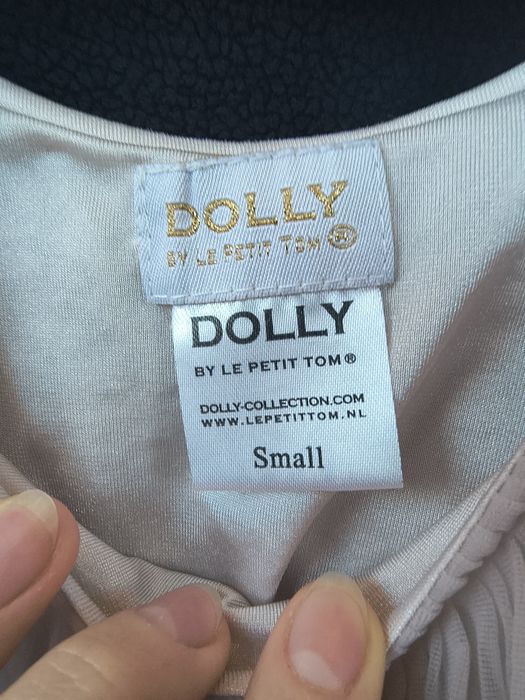 DOLLY
BY LE PETIT TOM ®
DOLLY
BY LE PETIT TOM®
DOLLY-COLLECTION.COM
WWW.LEPETITTOM.NL
Small